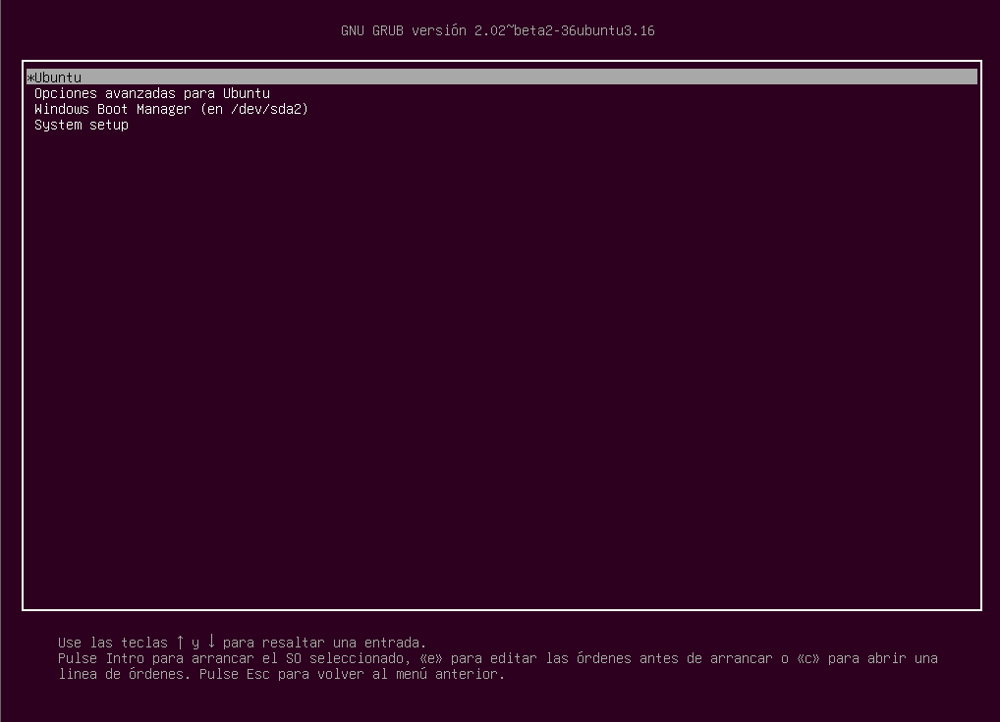 GNU GRUB versión 2.02~beta2-36ubuntu3.16
*Ubuntu
Opciones avanzadas para Ubuntu
Windows Boot Manager (en /dev/sda2)
System setup
Use las teclas ↑ y ↓ para resaltar una entrada.
Pulse Intro para arrancar el SO seleccionado, «e» para editar las órdenes antes de arrancar o «c» para abrir una
linea de órdenes. Pulse Esc para volver al menú anterior.